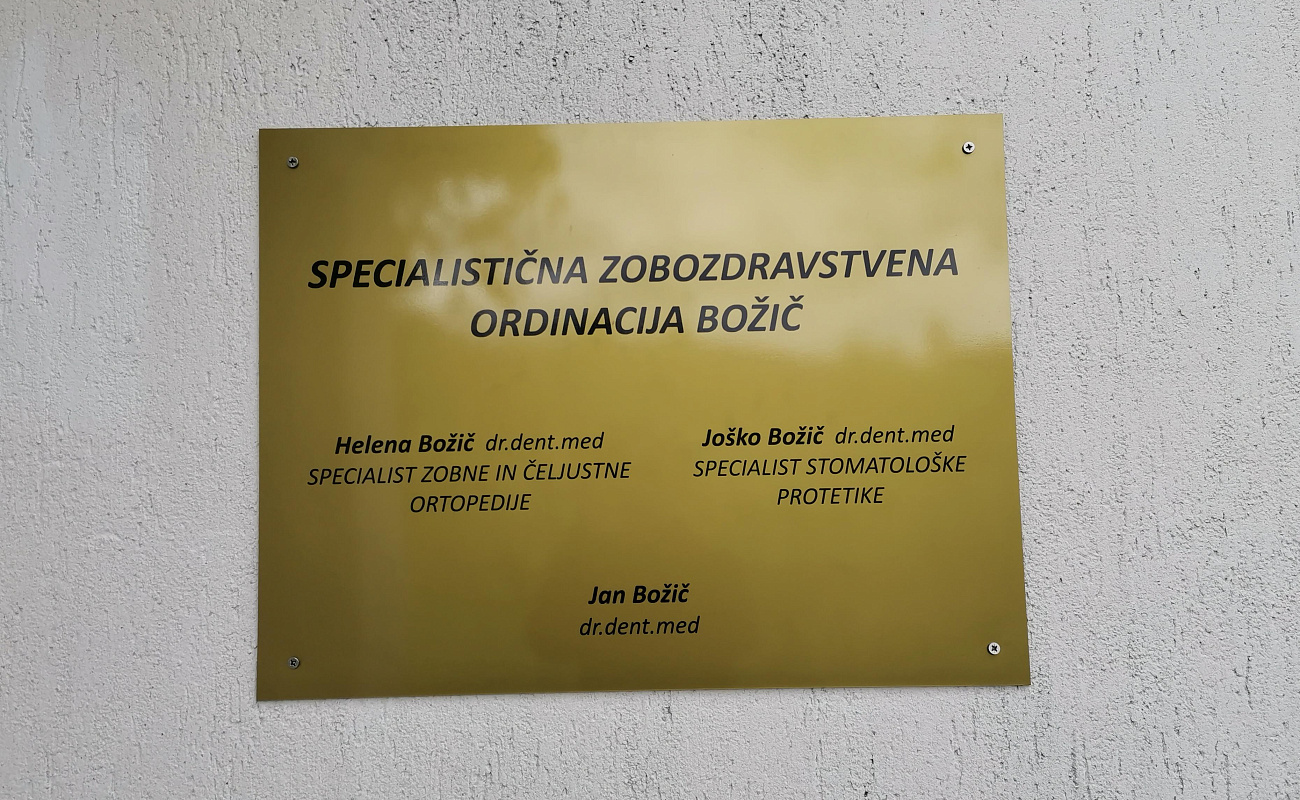 SPECIALISTIČNA ZOBOZDRAVSTVENA
ORDINACIJA BOŽIČ
Helena Božič dr.dent.med
SPECIALIST ZOBNE IN ČELJUSTNE
ORTOPEDIJE
Joško Božič dr.dent.med
SPECIALIST STOMATOLOŠKE
PROTETIKE
Jan Božič
dr.dent.med